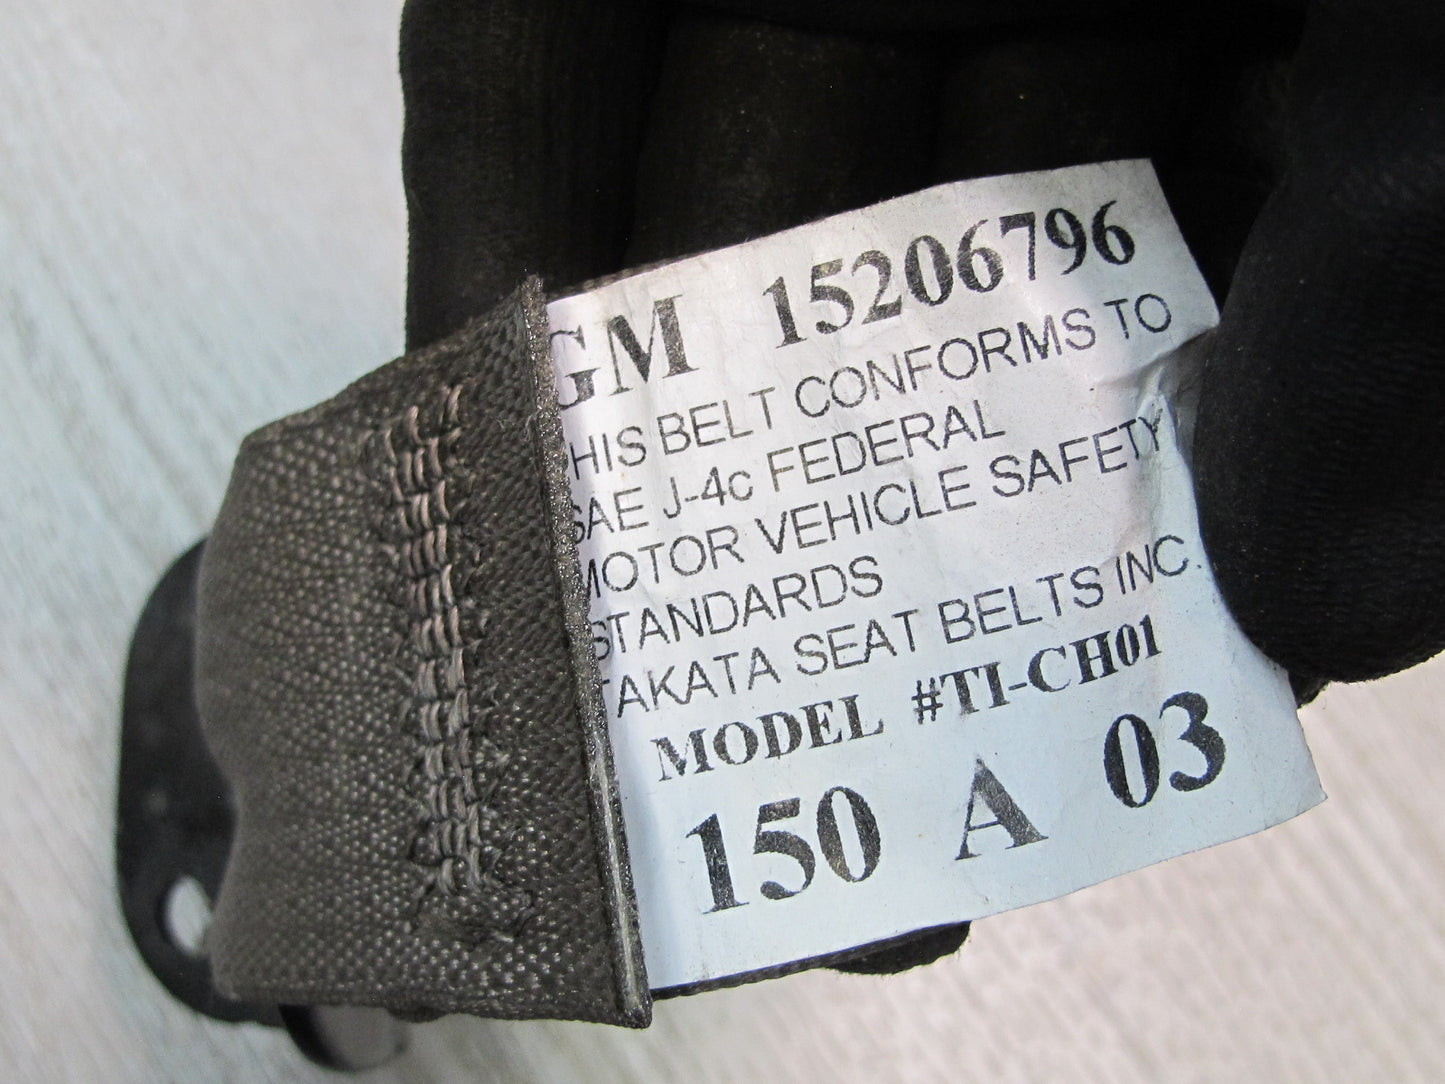 GM 15206796
HIS BELT CONFORMS TO
SAE J-4c FEDERAL
MOTOR VEHICLE SAFETY
STANDARDS
TAKATA SEAT BELTS INC.
MODEL #TI-CH01
150 A 03